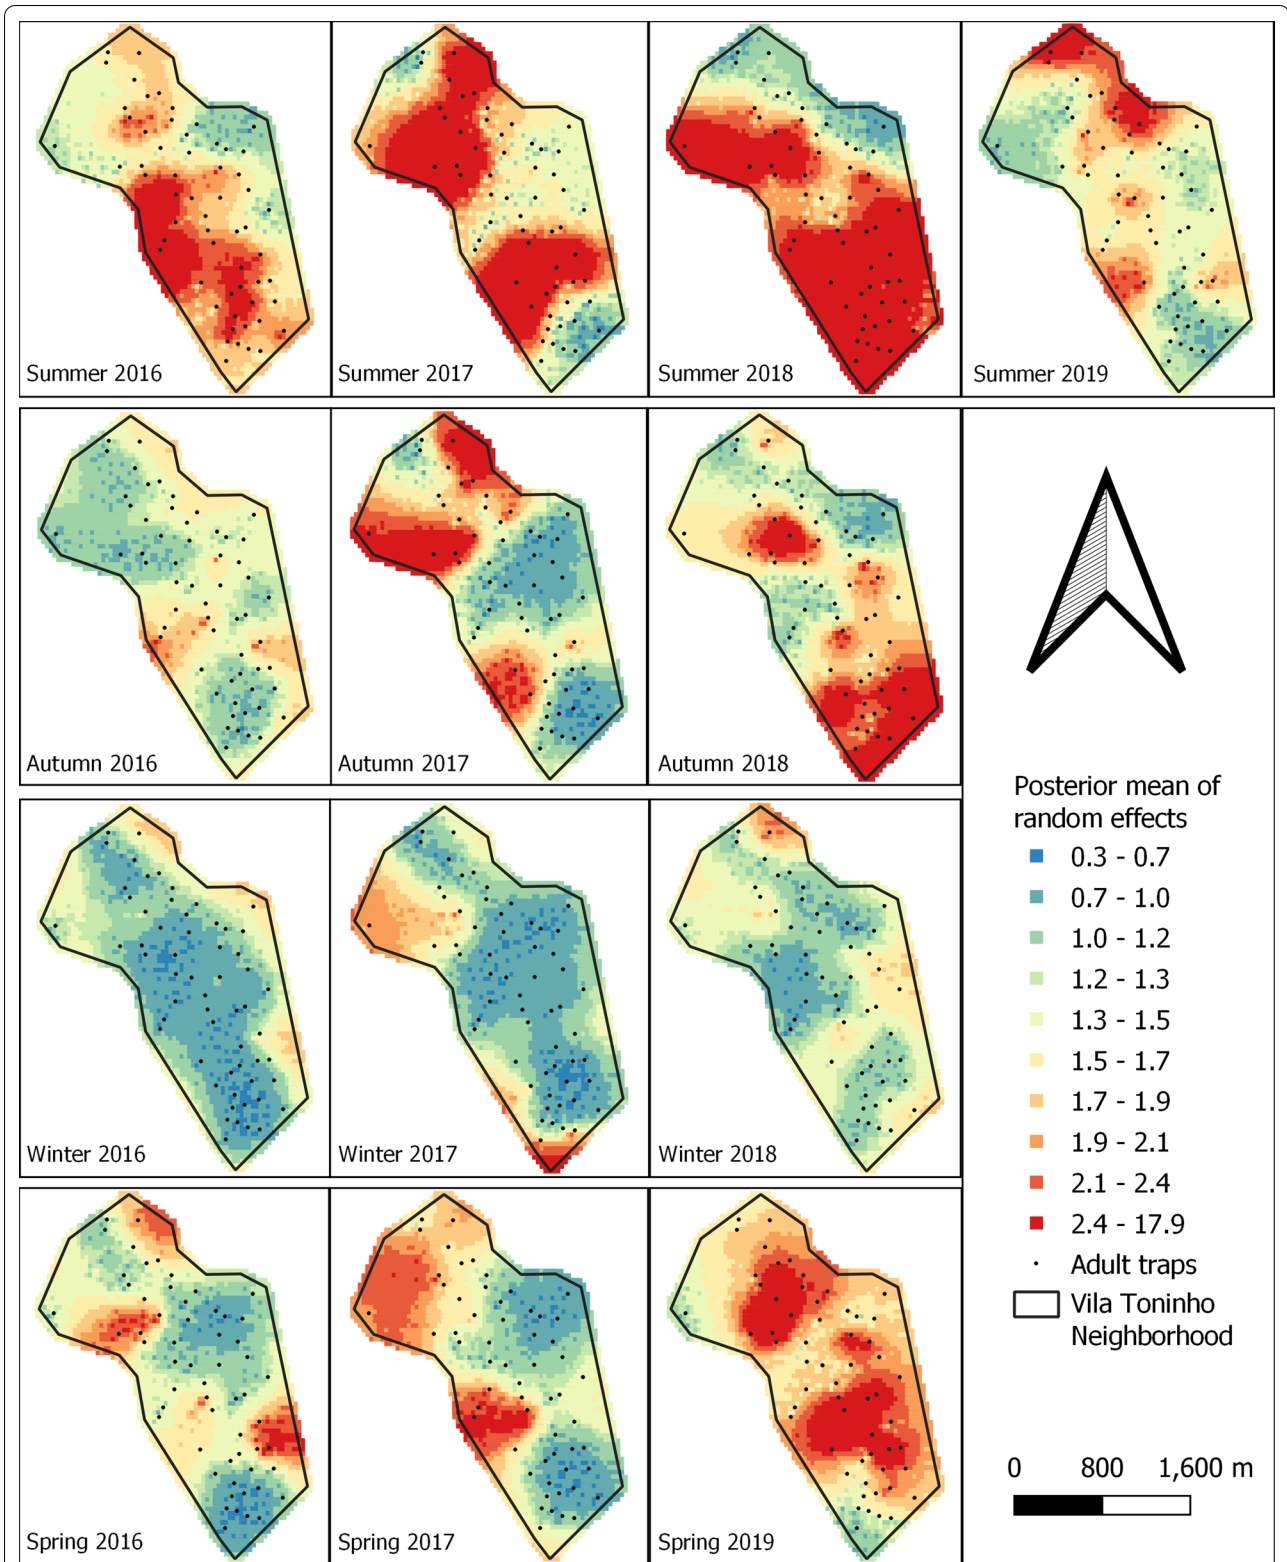 Summer 2016
Summer 2017
Summer 2018
Summer 2019
Autumn 2016
Autumn 2017
Autumn 2018
Winter 2016
Winter 2017
Winter 2018
Spring 2016
Spring 2017
Spring 2019
Posterior mean of
random effects
0.3 - 0.7
0.7 - 1.0
1.0 - 1.2
1.2 - 1.3
1.3 - 1.5
1.5 - 1.7
1.7 - 1.9
1.9 - 2.1
2.1 - 2.4
2.4 - 17.9
Adult traps
Vila Toninho
Neighborhood
0 800 1,600 m